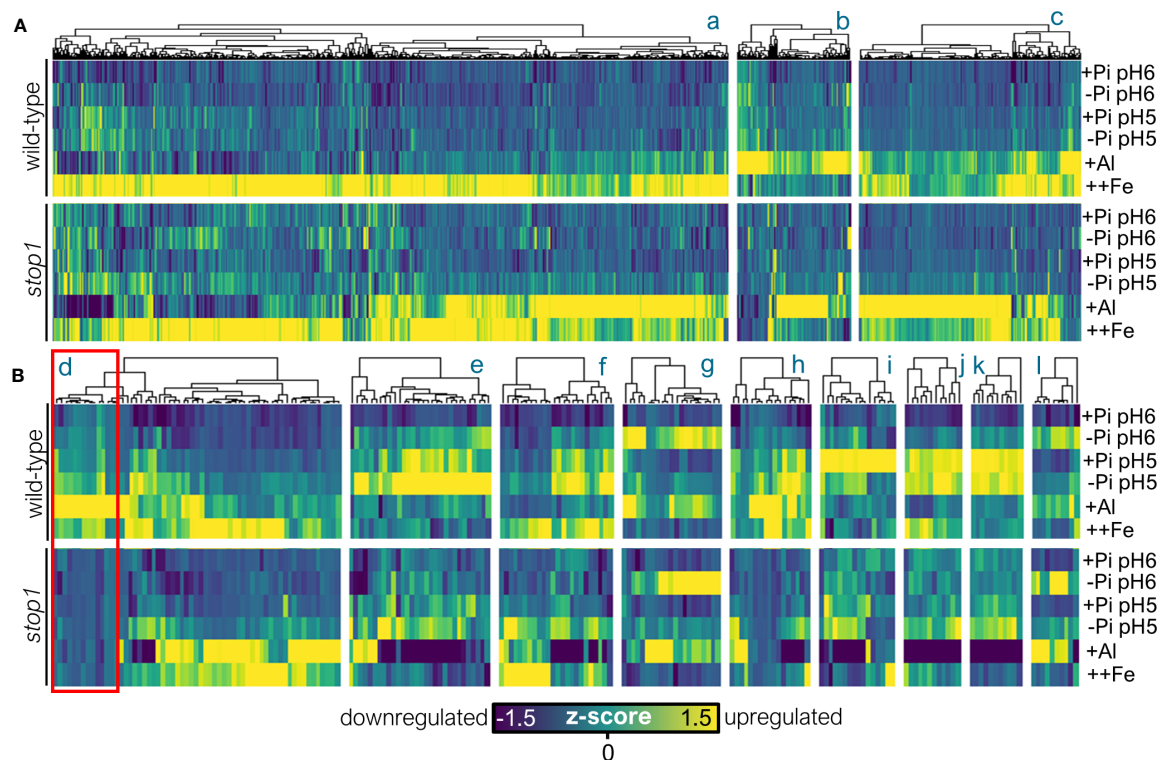 A
a
b
c
wild-type
+Pi pH6
-Pi pH6
+Pi pH5
-Pi pH5
+Al
++Fe
stop1
+Pi pH6
-Pi pH6
+Pi pH5
-Pi pH5
+Al
++Fe
B
d
e
f
g
h
i
j
k
l
wild-type
+Pi pH6
-Pi pH6
+Pi pH5
-Pi pH5
+Al
++Fe
stop1
+Pi pH6
-Pi pH6
+Pi pH5
-Pi pH5
+Al
++Fe
downregulated -1.5 z-score 1.5 upregulated
0